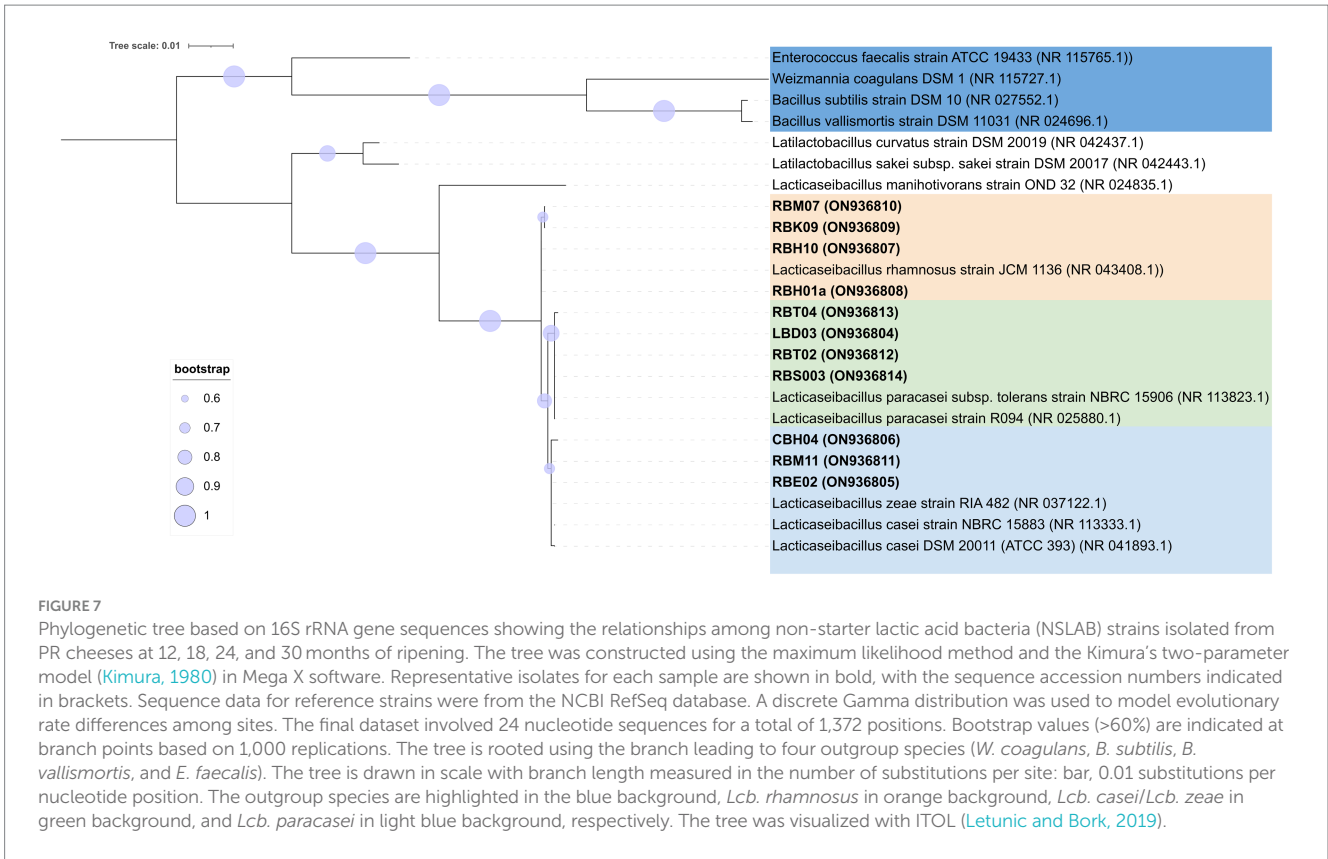 Tree scale: 0.01
Enterococcus faecalis strain ATCC 19433 (NR 115765.1))
Weizmannia coagulans DSM 1 (NR 115727.1)
Bacillus subtilis strain DSM 10 (NR 027552.1)
Bacillus vallismortis strain DSM 11031 (NR 024696.1)
Latilactobacillus curvatus strain DSM 20019 (NR 042437.1)
Latilactobacillus sakei subsp. sakei strain DSM 20017 (NR 042443.1)
Lacticaseibacillus manihotivorans strain OND 32 (NR 024835.1)
RBM07 (ON936810)
RBK09 (ON936809)
RBH10 (ON936807)
Lacticaseibacillus rhamnosus strain JCM 1136 (NR 043408.1))
RBH01a (ON936808)
RBT04 (ON936813)
LBD03 (ON936804)
RBT02 (ON936812)
RBS003 (ON936814)
Lacticaseibacillus paracasei subsp. tolerans strain NBRC 15906 (NR 113823.1)
Lacticaseibacillus paracasei strain R094 (NR 025880.1)
CBH04 (ON936806)
RBM11 (ON936811)
RBE02 (ON936805)
Lacticaseibacillus zeae strain RIA 482 (NR 037122.1)
Lacticaseibacillus casei strain NBRC 15883 (NR 113333.1)
Lacticaseibacillus casei DSM 20011 (ATCC 393) (NR 041893.1)
bootstrap
0.6
0.7
0.8
0.9
1
FIGURE 7
Phylogenetic tree based on 16S rRNA gene sequences showing the relationships among non-starter lactic acid bacteria (NSLAB) strains isolated from
PR cheeses at 12, 18, 24, and 30 months of ripening. The tree was constructed using the maximum likelihood method and the Kimura's two-parameter
model (Kimura, 1980) in Mega X software. Representative isolates for each sample are shown in bold, with the sequence accession numbers indicated
in brackets. Sequence data for reference strains were from the NCBI RefSeq database. A discrete Gamma distribution was used to model evolutionary
rate differences among sites. The final dataset involved 24 nucleotide sequences for a total of 1,372 positions. Bootstrap values (>60%) are indicated at
branch points based on 1,000 replications. The tree is rooted using the branch leading to four outgroup species (W. coagulans, B. subtilis, B.
vallismortis, and E. faecalis). The tree is drawn in scale with branch length measured in the number of substitutions per site: bar, 0.01 substitutions per
nucleotide position. The outgroup species are highlighted in the blue background, Lcb. rhamnosus in orange background, Lcb. casei/Lcb. zeae in
green background, and Lcb. paracasei in light blue background, respectively. The tree was visualized with ITOL (Letunic and Bork, 2019).